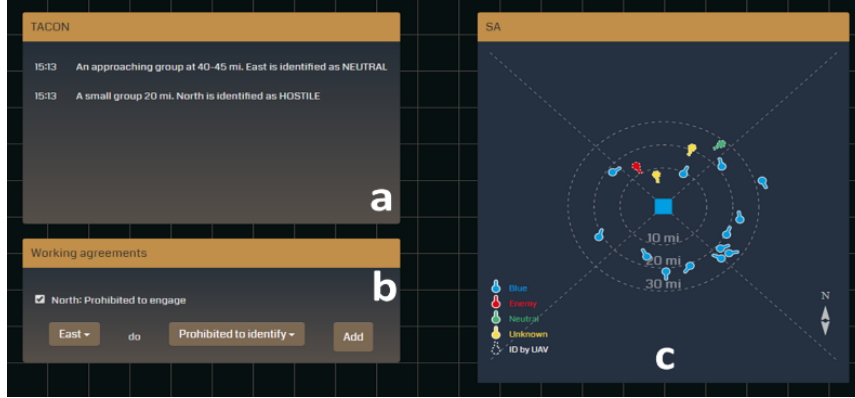 TACON
15:13 An approaching group at 40-45 mi. East is identified as NEUTRAL
15:13 A small group 20 mi. North is identified as HOSTILE
a
Working agreements
b
North: Prohibited to engage
East do Prohibited to identify Add
SA
10 mi
20 mi
30 mi
Blue
Enemy
Neutral
Unknown
ID by UAV
N
c